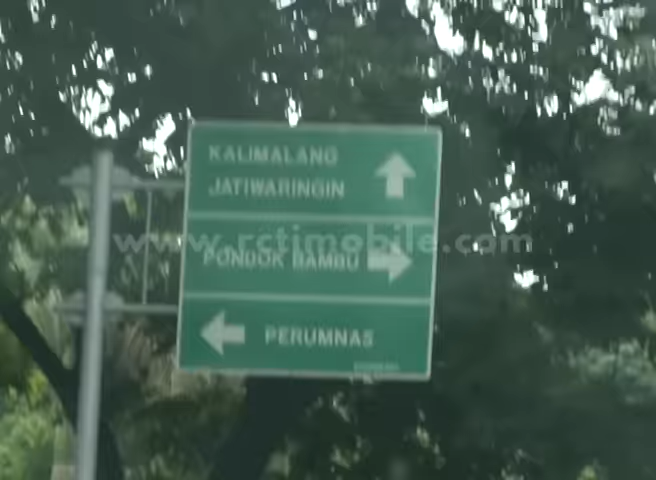 KALIMALANG
JATIWARINGIN
www.rctimobile.com
PONDOK BAMBU
PERUMNAS